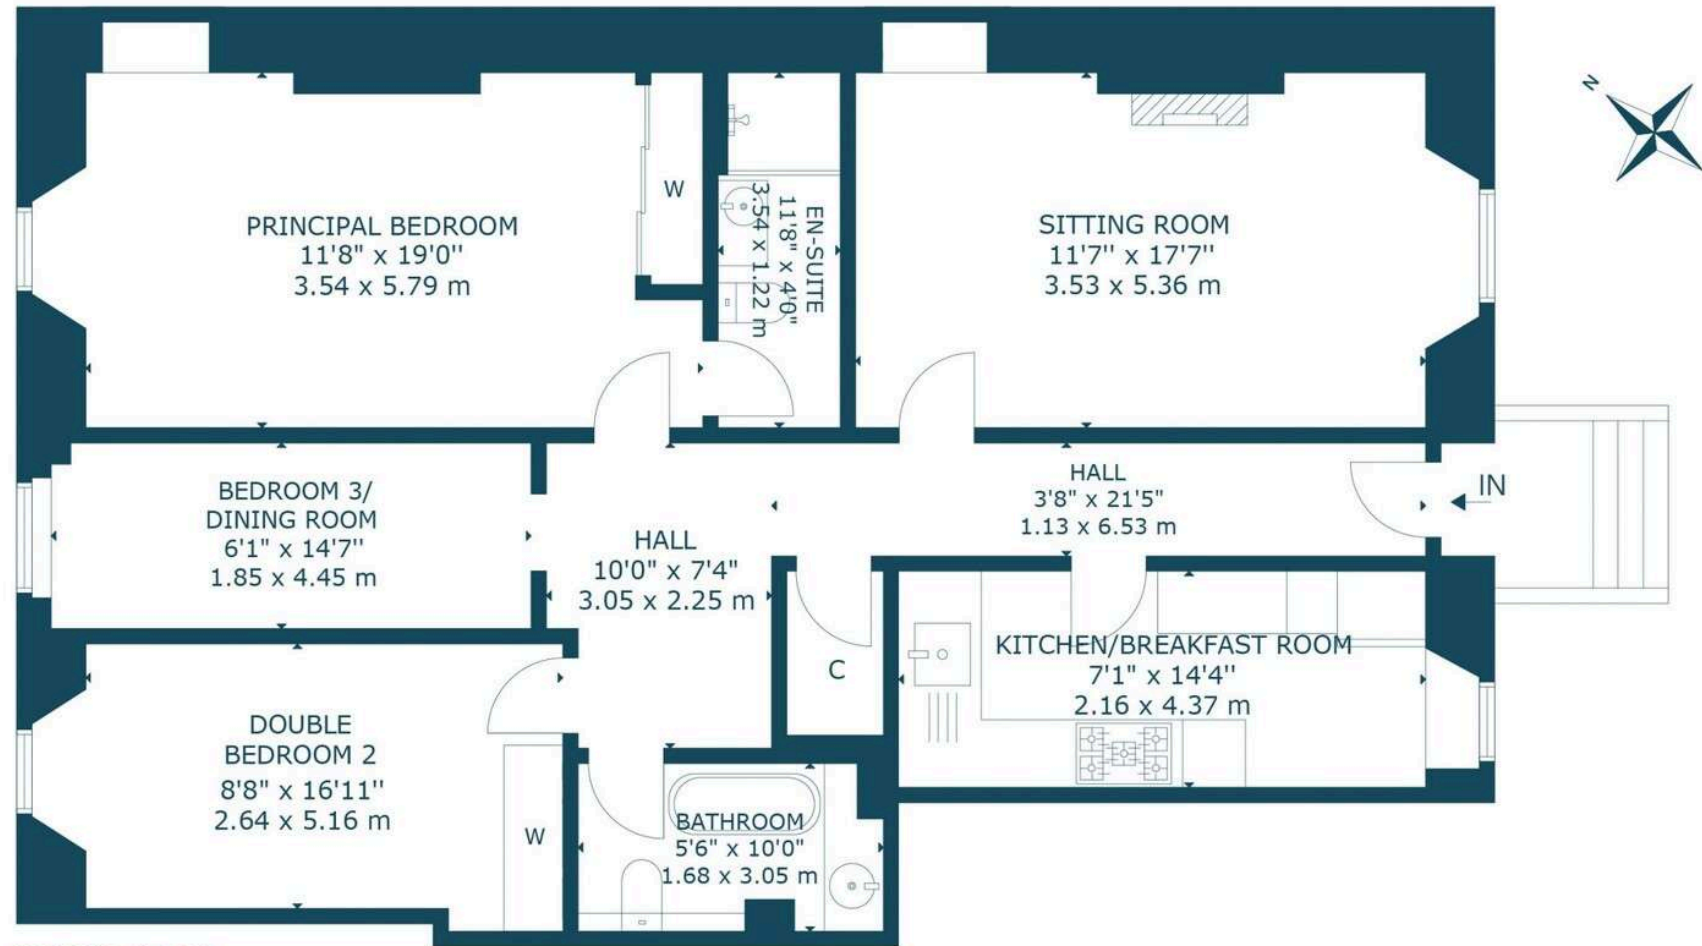 N
PRINCIPAL BEDROOM
11'8" x 19'0"
3.54 x 5.79 m
W
EN-SUITE
11'8" x 4'0"
3.54 x 1.22 m
SITTING ROOM
11'7" x 17'7"
3.53 x 5.36 m
BEDROOM 3/
DINING ROOM
6'1" x 14'7"
1.85 x 4.45 m
HALL
10'0" x 7'4"
3.05 x 2.25 m
HALL
3'8" x 21'5"
1.13 x 6.53 m
IN
DOUBLE
BEDROOM 2
8'8" x 16'11"
2.64 x 5.16 m
W
C
KITCHEN/BREAKFAST ROOM
7'1" x 14'4"
2.16 x 4.37 m
BATHROOM
5'6" x 10'0"
1.68 x 3.05 m